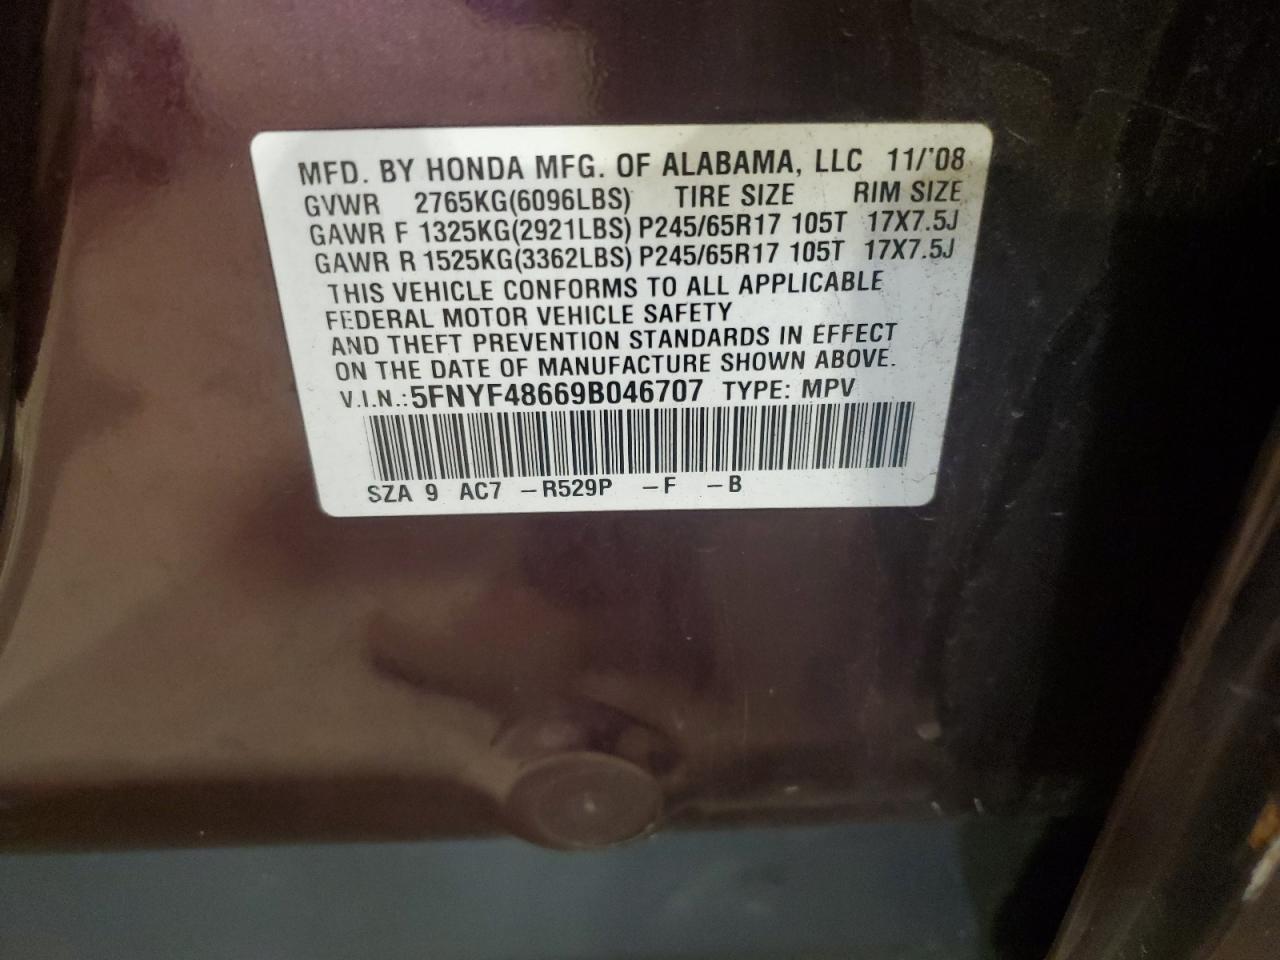 MFD. BY HONDA MFG. OF ALABAMA, LLC 11/'08
GVWR 2765KG(6096LBS) TIRE SIZE RIM SIZE
GAWR F 1325KG(2921LBS) P245/65R17 105T 17X7.5J
GAWR R 1525KG(3362LBS) P245/65R17 105T 17X7.5J
THIS VEHICLE CONFORMS TO ALL APPLICABLE
FEDERAL MOTOR VEHICLE SAFETY
AND THEFT PREVENTION STANDARDS IN EFFECT
ON THE DATE OF MANUFACTURE SHOWN ABOVE.
V.I.N.: 5FNYF48669B046707 TYPE: MPV
SZA 9 AC7 -R529P -F -B